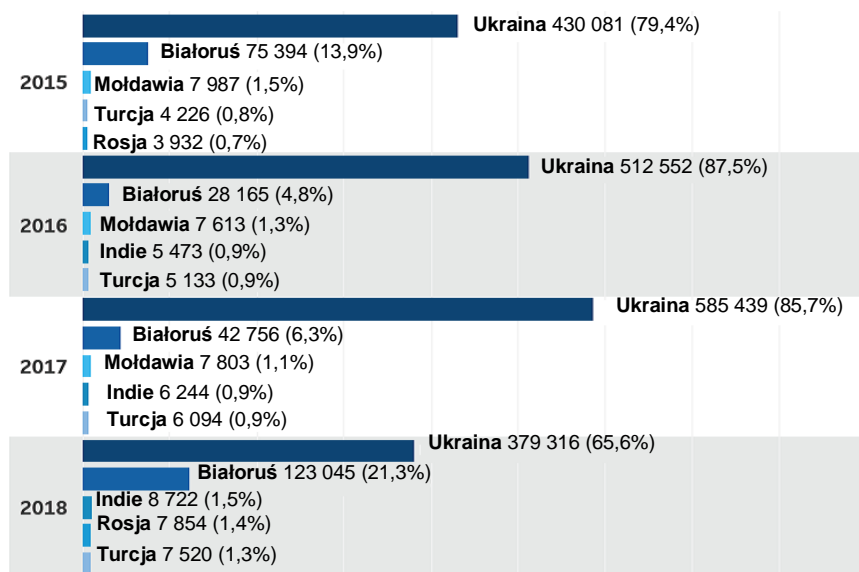 Ukraina 430 081 (79,4%)
Białoruś 75 394 (13,9%)
2015
Mołdawia 7 987 (1,5%)
Turcja 4 226 (0,8%)
Rosja 3 932 (0,7%)
Ukraina 512 552 (87,5%)
Białoruś 28 165 (4,8%)
2016
Mołdawia 7 613 (1,3%)
Indie 5 473 (0,9%)
Turcja 5 133 (0,9%)
Ukraina 585 439 (85,7%)
Białoruś 42 756 (6,3%)
2017
Mołdawia 7 803 (1,1%)
Indie 6 244 (0,9%)
Turcja 6 094 (0,9%)
Ukraina 379 316 (65,6%)
Białoruś 123 045 (21,3%)
2018
Indie 8 722 (1,5%)
Rosja 7 854 (1,4%)
Turcja 7 520 (1,3%)